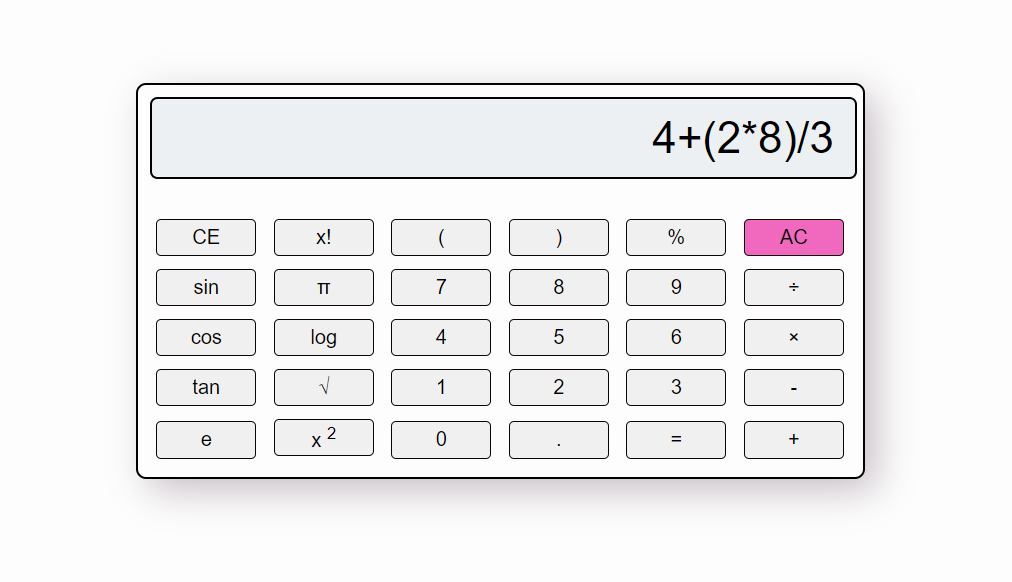 4+(2*8)/3
CE x! ( ) % AC
sin π 7 8 9 ÷
cos log 4 5 6 ×
tan √ 1 2 3 -
e x 2 0 . = +